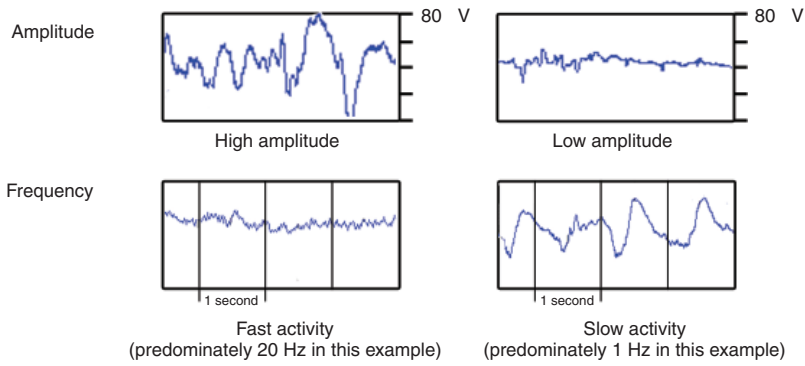 Amplitude
80 V
80 V
High amplitude
Low amplitude
Frequency
1 second
1 second
Fast activity
(predominately 20 Hz in this example)
Slow activity
(predominately 1 Hz in this example)